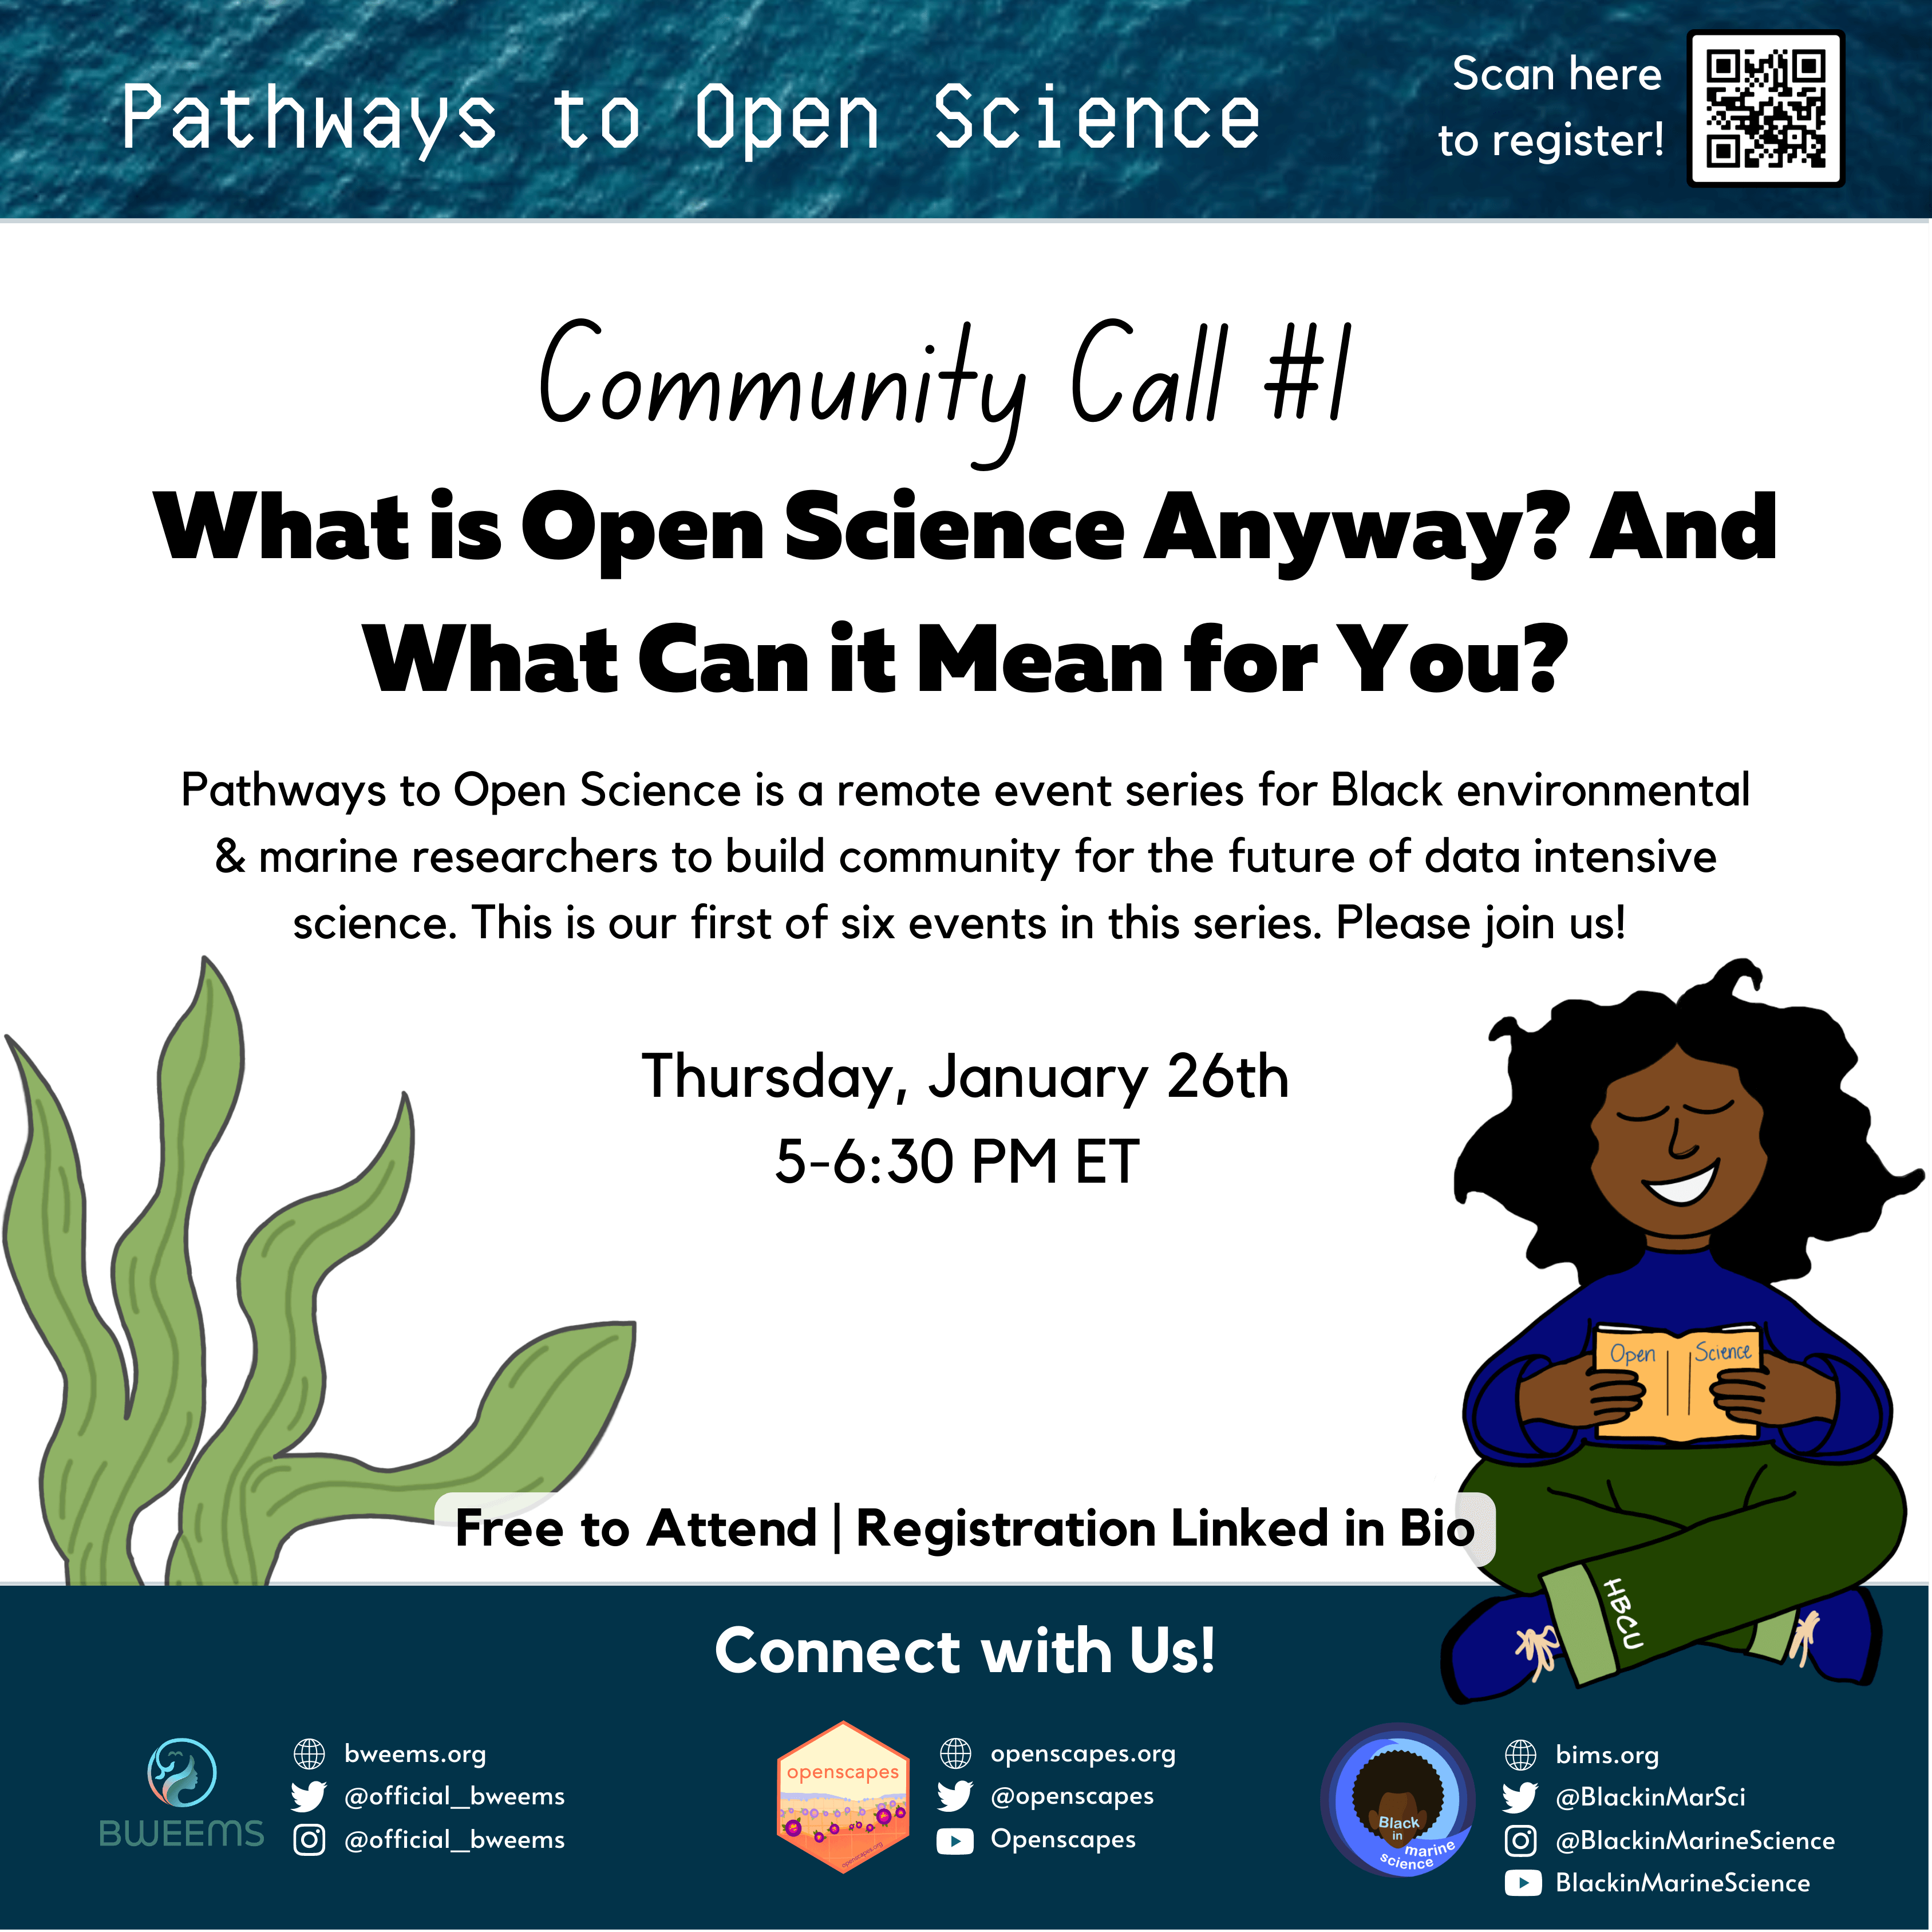 Pathways to Open Science
Scan here
to register!
Community Call #1
What is Open Science Anyway? And
What Can it Mean for You?
Pathways to Open Science is a remote event series for Black environmental
& marine researchers to build community for the future of data intensive
science. This is our first of six events in this series. Please join us!
Thursday, January 26th
5-6:30 PM ET
Open Science
Free to Attend | Registration Linked in Bio
HBCU
Connect with Us!
BWEEMS
bweems.org
@official_bweems
@official_bweems
openscapes
openscapes.org
openscapes.org
@openscapes
Openscapes
Black
in
marine
science
bims.org
@BlackinMarSci
@BlackinMarineScience
BlackinMarineScience